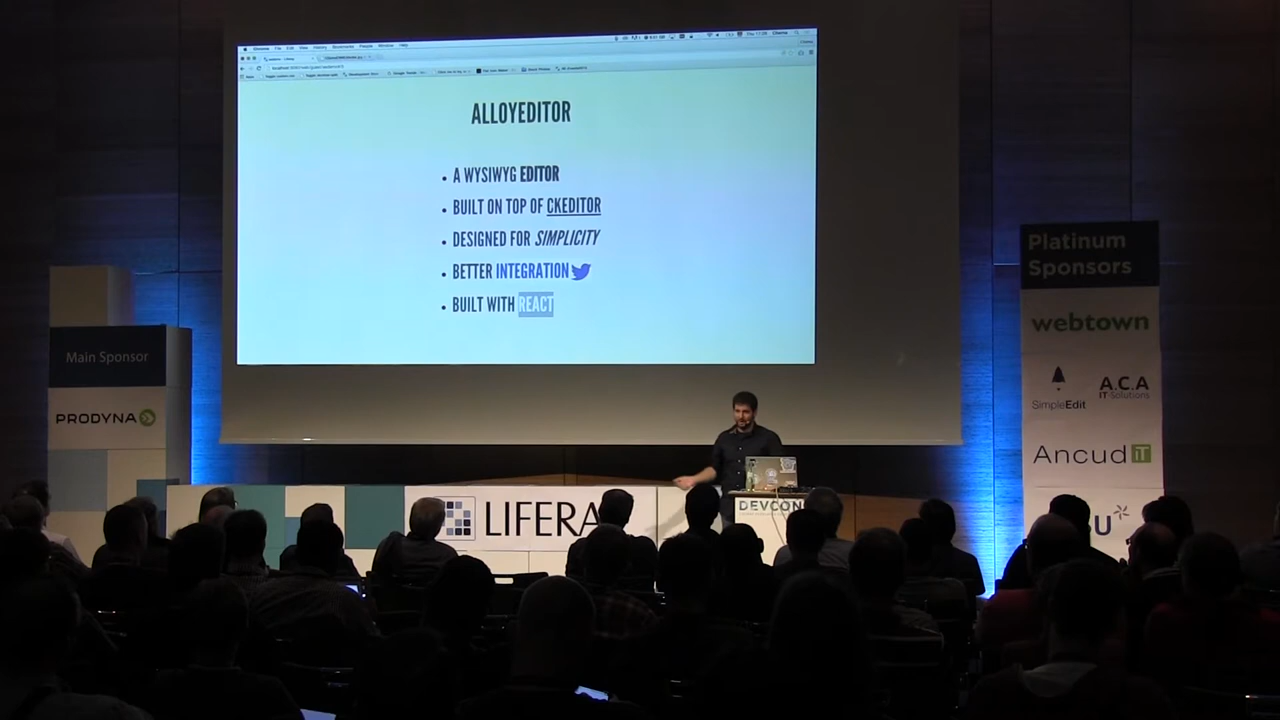 ALLOYEDITOR
• A WYSIWYG EDITOR
• BUILT ON TOP OF CKEDITOR
• DESIGNED FOR SIMPLICITY
• BETTER INTEGRATION
• BUILT WITH REACT
Main Sponsor
PRODYNA
LIFERA
DEVCON
Platinum
Sponsors
webtown
SimpleEdit
A.C.A
IT-Solutions
Ancud iT
U